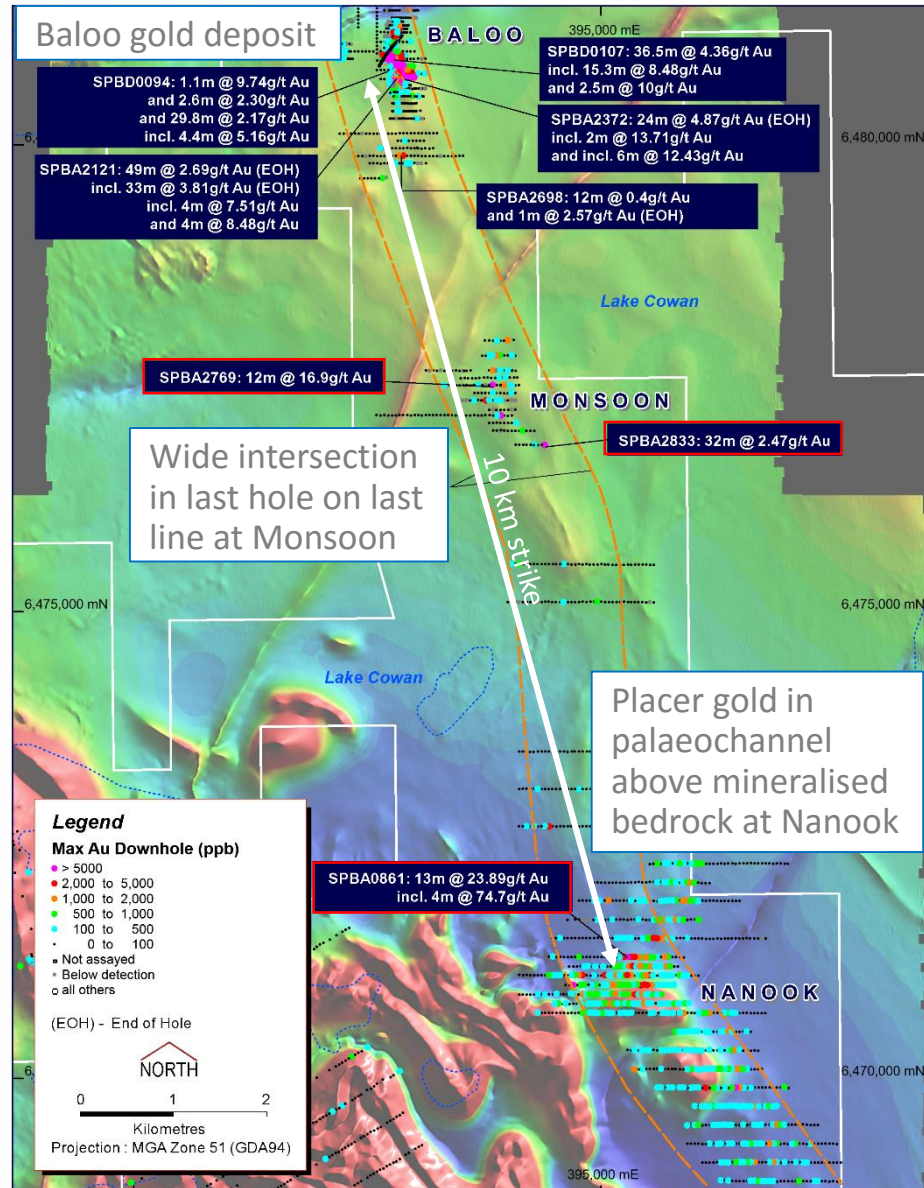 Baloo gold deposit
BALOO
395,000 mE
SPBD0094: 1.1m @ 9.74g/t Au
and 2.6m @ 2.30g/t Au
and 29.8m @ 2.17g/t Au
incl. 4.4m @ 5.16g/t Au
SPBD0107: 36.5m @ 4.36g/t Au
incl. 15.3m @ 8.48g/t Au
and 2.5m @ 10g/t Au
SPBA2372: 24m @ 4.87g/t Au (EOH)
incl. 2m @ 13.71g/t Au
and incl. 6m @ 12.43g/t Au
6,480,000 mN
SPBA2121: 49m @ 2.69g/t Au (EOH)
incl. 33m @ 3.81g/t Au (EOH)
incl. 4m @ 7.51g/t Au
and 4m @ 8.48g/t Au
SPBA2698: 12m @ 0.4g/t Au
and 1m @ 2.57g/t Au (EOH)
Lake Cowan
SPBA2769: 12m @ 16.9g/t Au
MONSOON
SPBA2833: 32m @ 2.47g/t Au
Wide intersection
in last hole on last
line at Monsoon
10 km strike
6,475,000 mN
6,475,000 mN
Lake Cowan
Placer gold in
palaeochannel
above mineralised
bedrock at Nanook
SPBA0861: 13m @ 23.89g/t Au
incl. 4m @ 74.7g/t Au
NANOOK
6,470,000 mN
395,000 mE
Legend
Max Au Downhole (ppb)
> 5000
2,000 to 5,000
1,000 to 2,000
500 to 1,000
100 to 500
0 to 100
Not assayed
Below detection
all others
(EOH) - End of Hole
NORTH
0 1 2
Kilometres
Projection : MGA Zone 51 (GDA94)